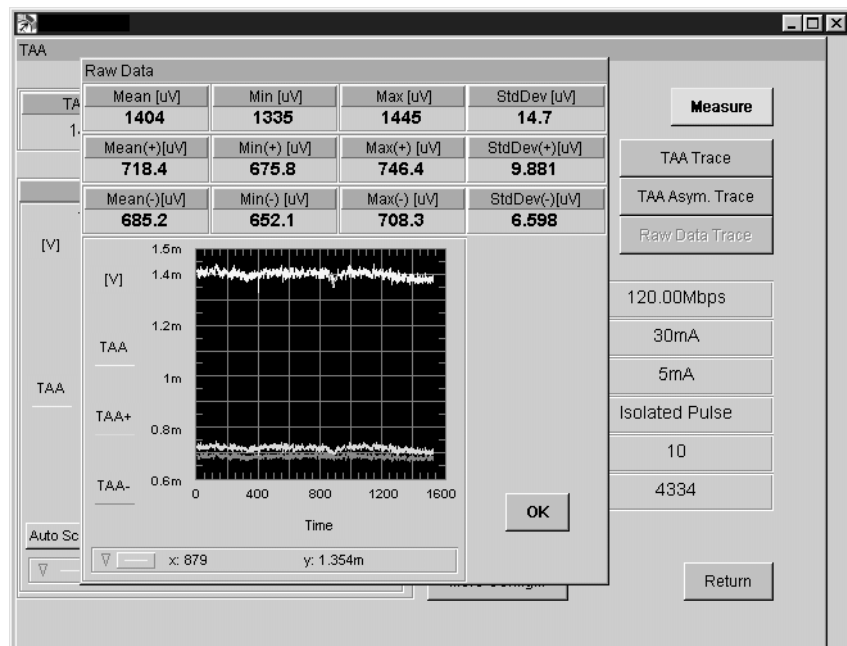 TAA
Raw Data
Mean [uV] Min [uV] Max [uV] StdDev [uV]
1404 1335 1445 14.7
Mean(+)[uV] Min(+) [uV] Max(+) [uV] StdDev(+)[uV]
718.4 675.8 746.4 9.881
Mean(-)[uV] Min(-) [uV] Max(-) [uV] StdDev(-)[uV]
685.2 652.1 708.3 6.598
[V]
TAA
Auto Sc
[V]
TAA
TAA+
TAA-
1.5m
1.4m
1.2m
1m
0.8m
0.6m
0 400 800 1200 1600
Time
x: 879 y: 1.354m
OK
Measure
TAA Trace
TAA Asym. Trace
Raw Data Trace
120.00Mbps
30mA
5mA
Isolated Pulse
10
4334
Return